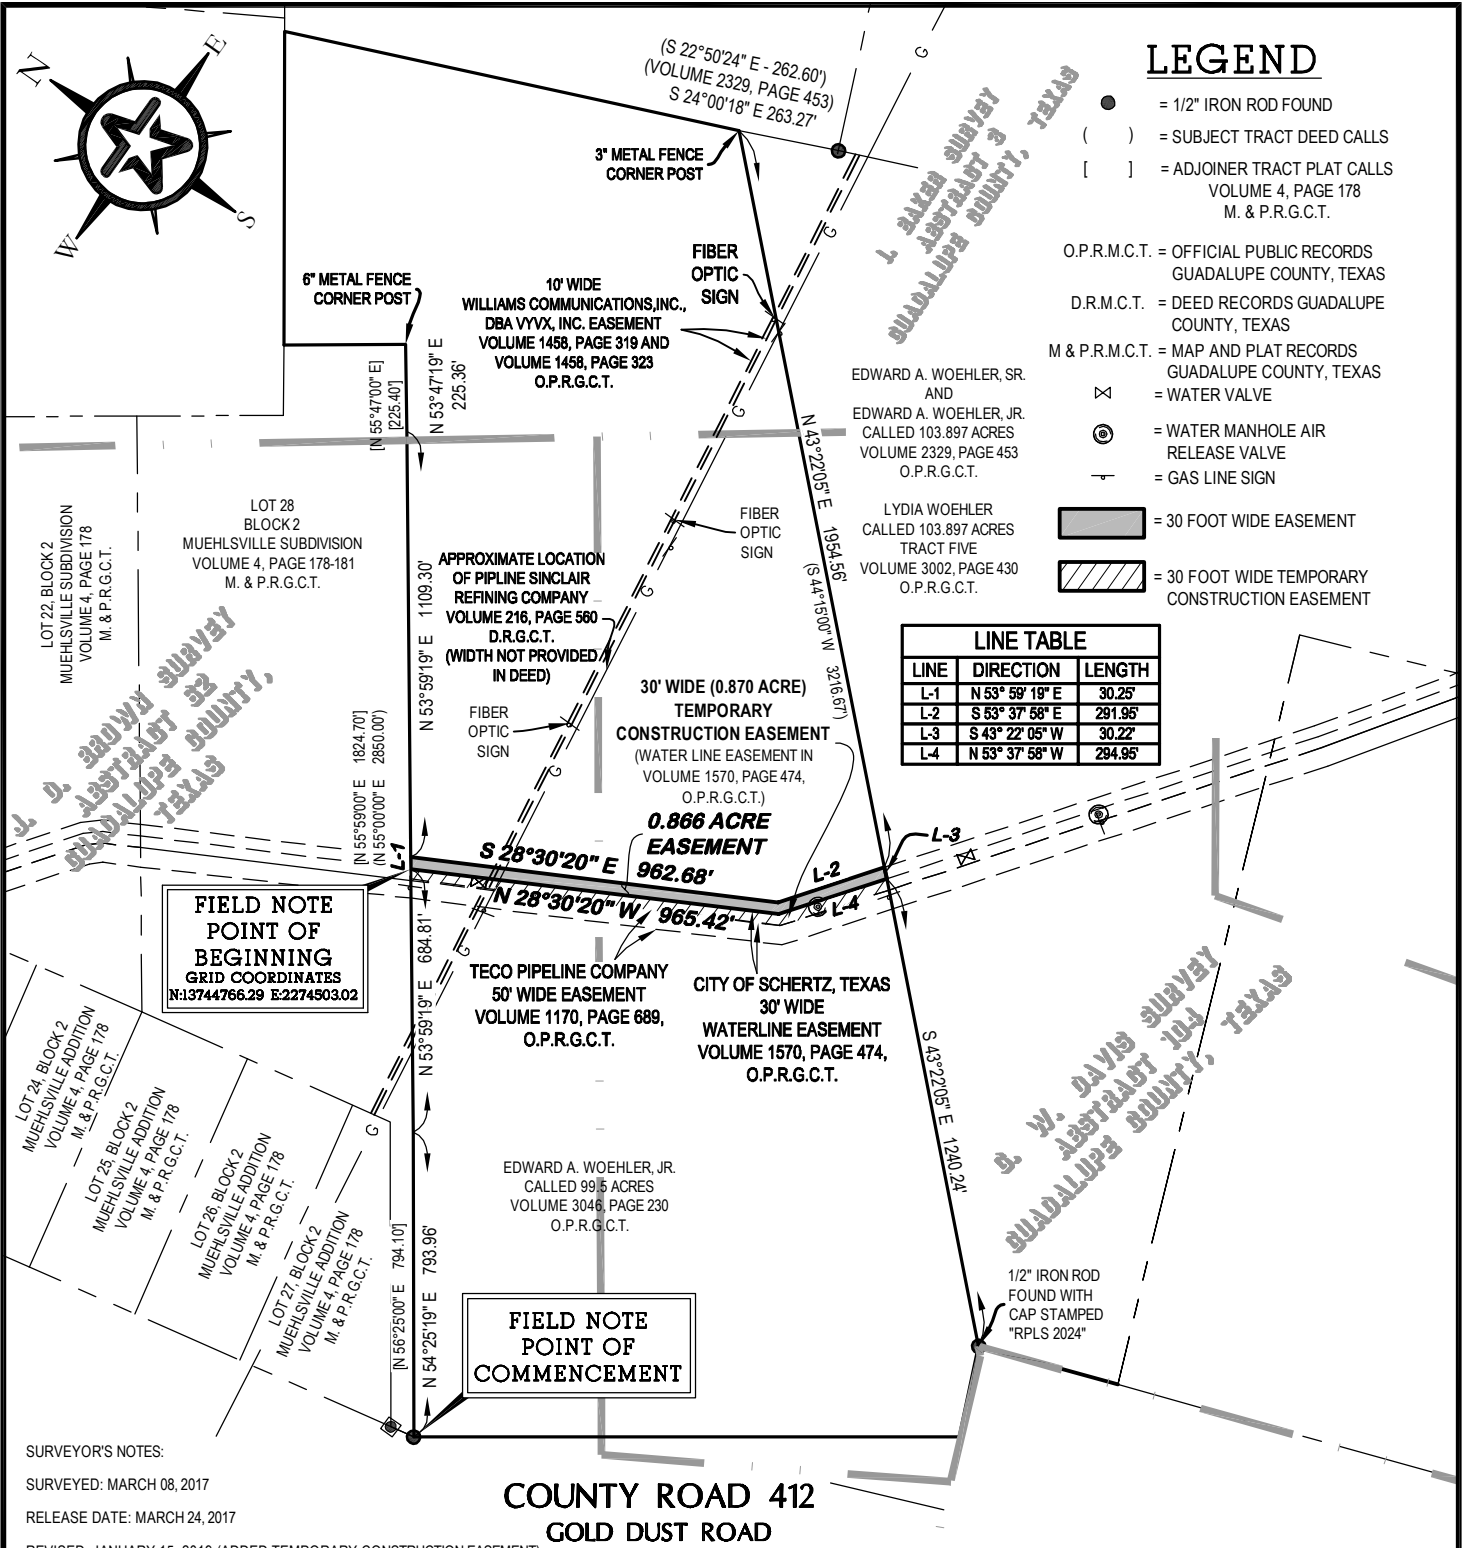 N
E
S
W
(S 22°50'24" E - 262.60')
(VOLUME 2329, PAGE 453)
S 24°00'18" E 263.27'
G
3" METAL FENCE
CORNER POST
J. BAKER SURVEY
ABSTRACT 3
GUADALUPE COUNTY, TEXAS
LEGEND
= 1/2" IRON ROD FOUND
( ) = SUBJECT TRACT DEED CALLS
[ ] = ADJOINER TRACT PLAT CALLS
VOLUME 4, PAGE 178
M. & P.R.G.C.T.
O.P.R.M.C.T. = OFFICIAL PUBLIC RECORDS
GUADALUPE COUNTY, TEXAS
D.R.M.C.T. = DEED RECORDS GUADALUPE
COUNTY, TEXAS
M & P.R.M.C.T. = MAP AND PLAT RECORDS
GUADALUPE COUNTY, TEXAS
= WATER VALVE
= WATER MANHOLE AIR
RELEASE VALVE
= GAS LINE SIGN
= 30 FOOT WIDE EASEMENT
= 30 FOOT WIDE TEMPORARY
CONSTRUCTION EASEMENT
6" METAL FENCE
CORNER POST
10' WIDE
WILLIAMS COMMUNICATIONS,INC.,
DBA VYVX, INC. EASEMENT
VOLUME 1458, PAGE 319 AND
VOLUME 1458, PAGE 323
O.P.R.G.C.T.
FIBER
OPTIC
SIGN
G
G
[N 55°47'00" E]
[225.40']
N 53°47'19" E
225.36'
EDWARD A. WOEHLER, SR.
AND
EDWARD A. WOEHLER, JR.
CALLED 103.897 ACRES
VOLUME 2329, PAGE 453
O.P.R.G.C.T.
LYDIA WOEHLER
CALLED 103.897 ACRES
TRACT FIVE
VOLUME 3002, PAGE 430
O.P.R.G.C.T.
N 43°22'05" E 1954.56'
(S 44°15'00" W 3216.67')
LOT 22, BLOCK 2
MUEHLSVILLE SUBDIVISION
VOLUME 4, PAGE 178
M. & P.R.G.C.T.
LOT 28
BLOCK 2
MUEHLSVILLE SUBDIVISION
VOLUME 4, PAGE 178-181
M. & P.R.G.C.T.
FIBER
OPTIC
SIGN
APPROXIMATE LOCATION
OF PIPLINE SINCLAIR
REFINING COMPANY
VOLUME 216, PAGE 560
D.R.G.C.T.
(WIDTH NOT PROVIDED
IN DEED)
G
N 53°59'19" E 1109.30'
[N 55°59'00" E 1824.70']
(N 55°00'00" E 2850.00')
J. D. BROWN SURVEY
ABSTRACT 32
GUADALUPE COUNTY,
TEXAS
FIBER
OPTIC
SIGN
G
30' WIDE (0.870 ACRE)
TEMPORARY
CONSTRUCTION EASEMENT
(WATER LINE EASEMENT IN
VOLUME 1570, PAGE 474,
O.P.R.G.C.T.)
0.866 ACRE
EASEMENT
LINE TABLE
LINE DIRECTION LENGTH
L-1 N 53° 59' 19" E 30.25'
L-2 S 53° 37' 58" E 291.95'
L-3 S 43° 22' 05" W 30.22'
L-4 N 53° 37' 58" W 294.95'
L-1
S 28°30'20" E 962.68'
N 28°30'20" W 965.42'
L-2
L-3
L-4
FIELD NOTE
POINT OF
BEGINNING
GRID COORDINATES
N:13744766.29 E:2274503.02
N 53°59'19" E 684.81'
G
TECO PIPELINE COMPANY
50' WIDE EASEMENT
VOLUME 1170, PAGE 689,
O.P.R.G.C.T.
CITY OF SCHERTZ, TEXAS
30' WIDE
WATERLINE EASEMENT
VOLUME 1570, PAGE 474,
O.P.R.G.C.T.
S 43°22'05" E 1240.24'
B. W. DAVIS SURVEY
ABSTRACT 104
GUADALUPE COUNTY, TEXAS
LOT 24, BLOCK 2
MUEHLSVILLE ADDITION
VOLUME 4, PAGE 178
M. & P.R.G.C.T.
LOT 25, BLOCK 2
MUEHLSVILLE ADDITION
VOLUME 4, PAGE 178
M. & P.R.G.C.T.
LOT 26, BLOCK 2
MUEHLSVILLE ADDITION
VOLUME 4, PAGE 178
M. & P.R.G.C.T.
LOT 27, BLOCK 2
MUEHLSVILLE ADDITION
VOLUME 4, PAGE 178
M. & P.R.G.C.T.
G
EDWARD A. WOEHLER, JR.
CALLED 99.5 ACRES
VOLUME 3046, PAGE 230
O.P.R.G.C.T.
[N 56°25'00" E 794.10']
N 54°25'19" E 793.96'
FIELD NOTE
POINT OF
COMMENCEMENT
1/2" IRON ROD
FOUND WITH
CAP STAMPED
"RPLS 2024"
SURVEYOR'S NOTES:
SURVEYED: MARCH 08, 2017
RELEASE DATE: MARCH 24, 2017
COUNTY ROAD 412
GOLD DUST ROAD